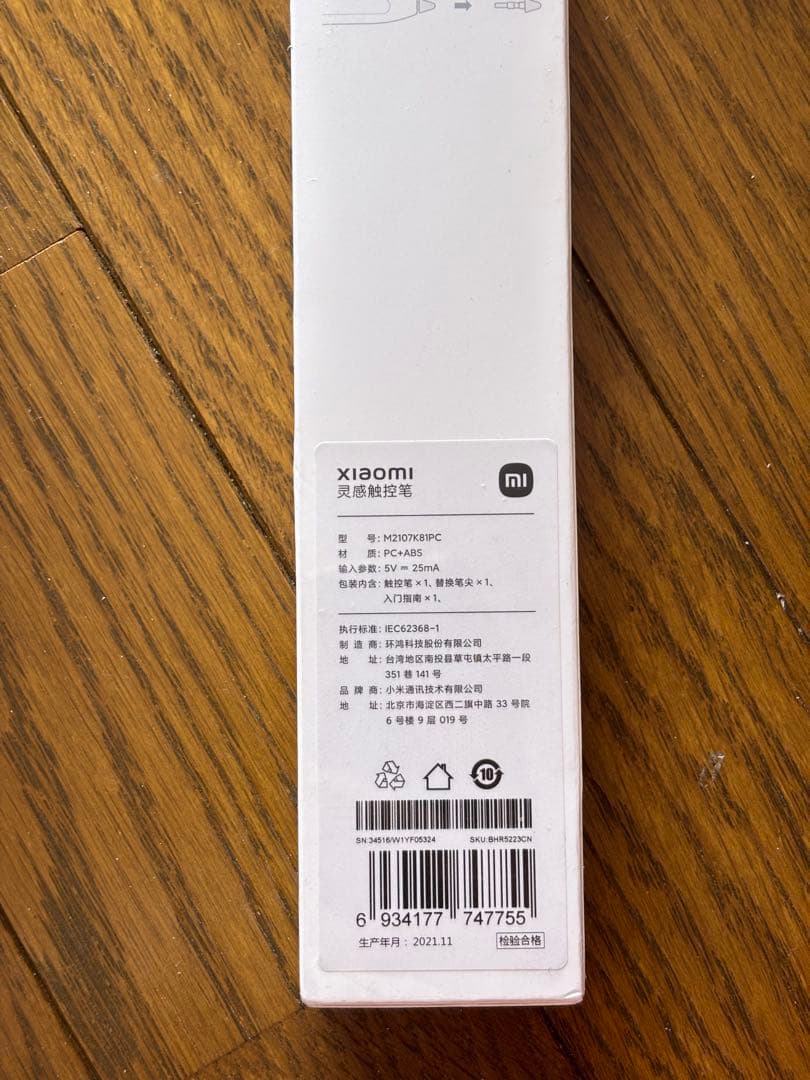 xiaomi
灵感触控笔
mi
型 号: M2107K81PC
材 质: PC+ABS
输入参数: 5V ⎓ 25mA
包装内含: 触控笔×1、替换笔尖×1、
入门指南×1、
执行标准: IEC62368-1
制造商: 环鸿科技股份有限公司
地 址: 台湾地区南投县草屯镇太平路一段
351 巷 141 号
品牌商: 小米通讯技术有限公司
地 址: 北京市海淀区西二旗中路 33 号院
6 号楼 9 层 019 号
10
SN:34516/W1YF05324 SKU:BHR5223CN
6 934177 747755
生产年月: 2021.11 检验合格